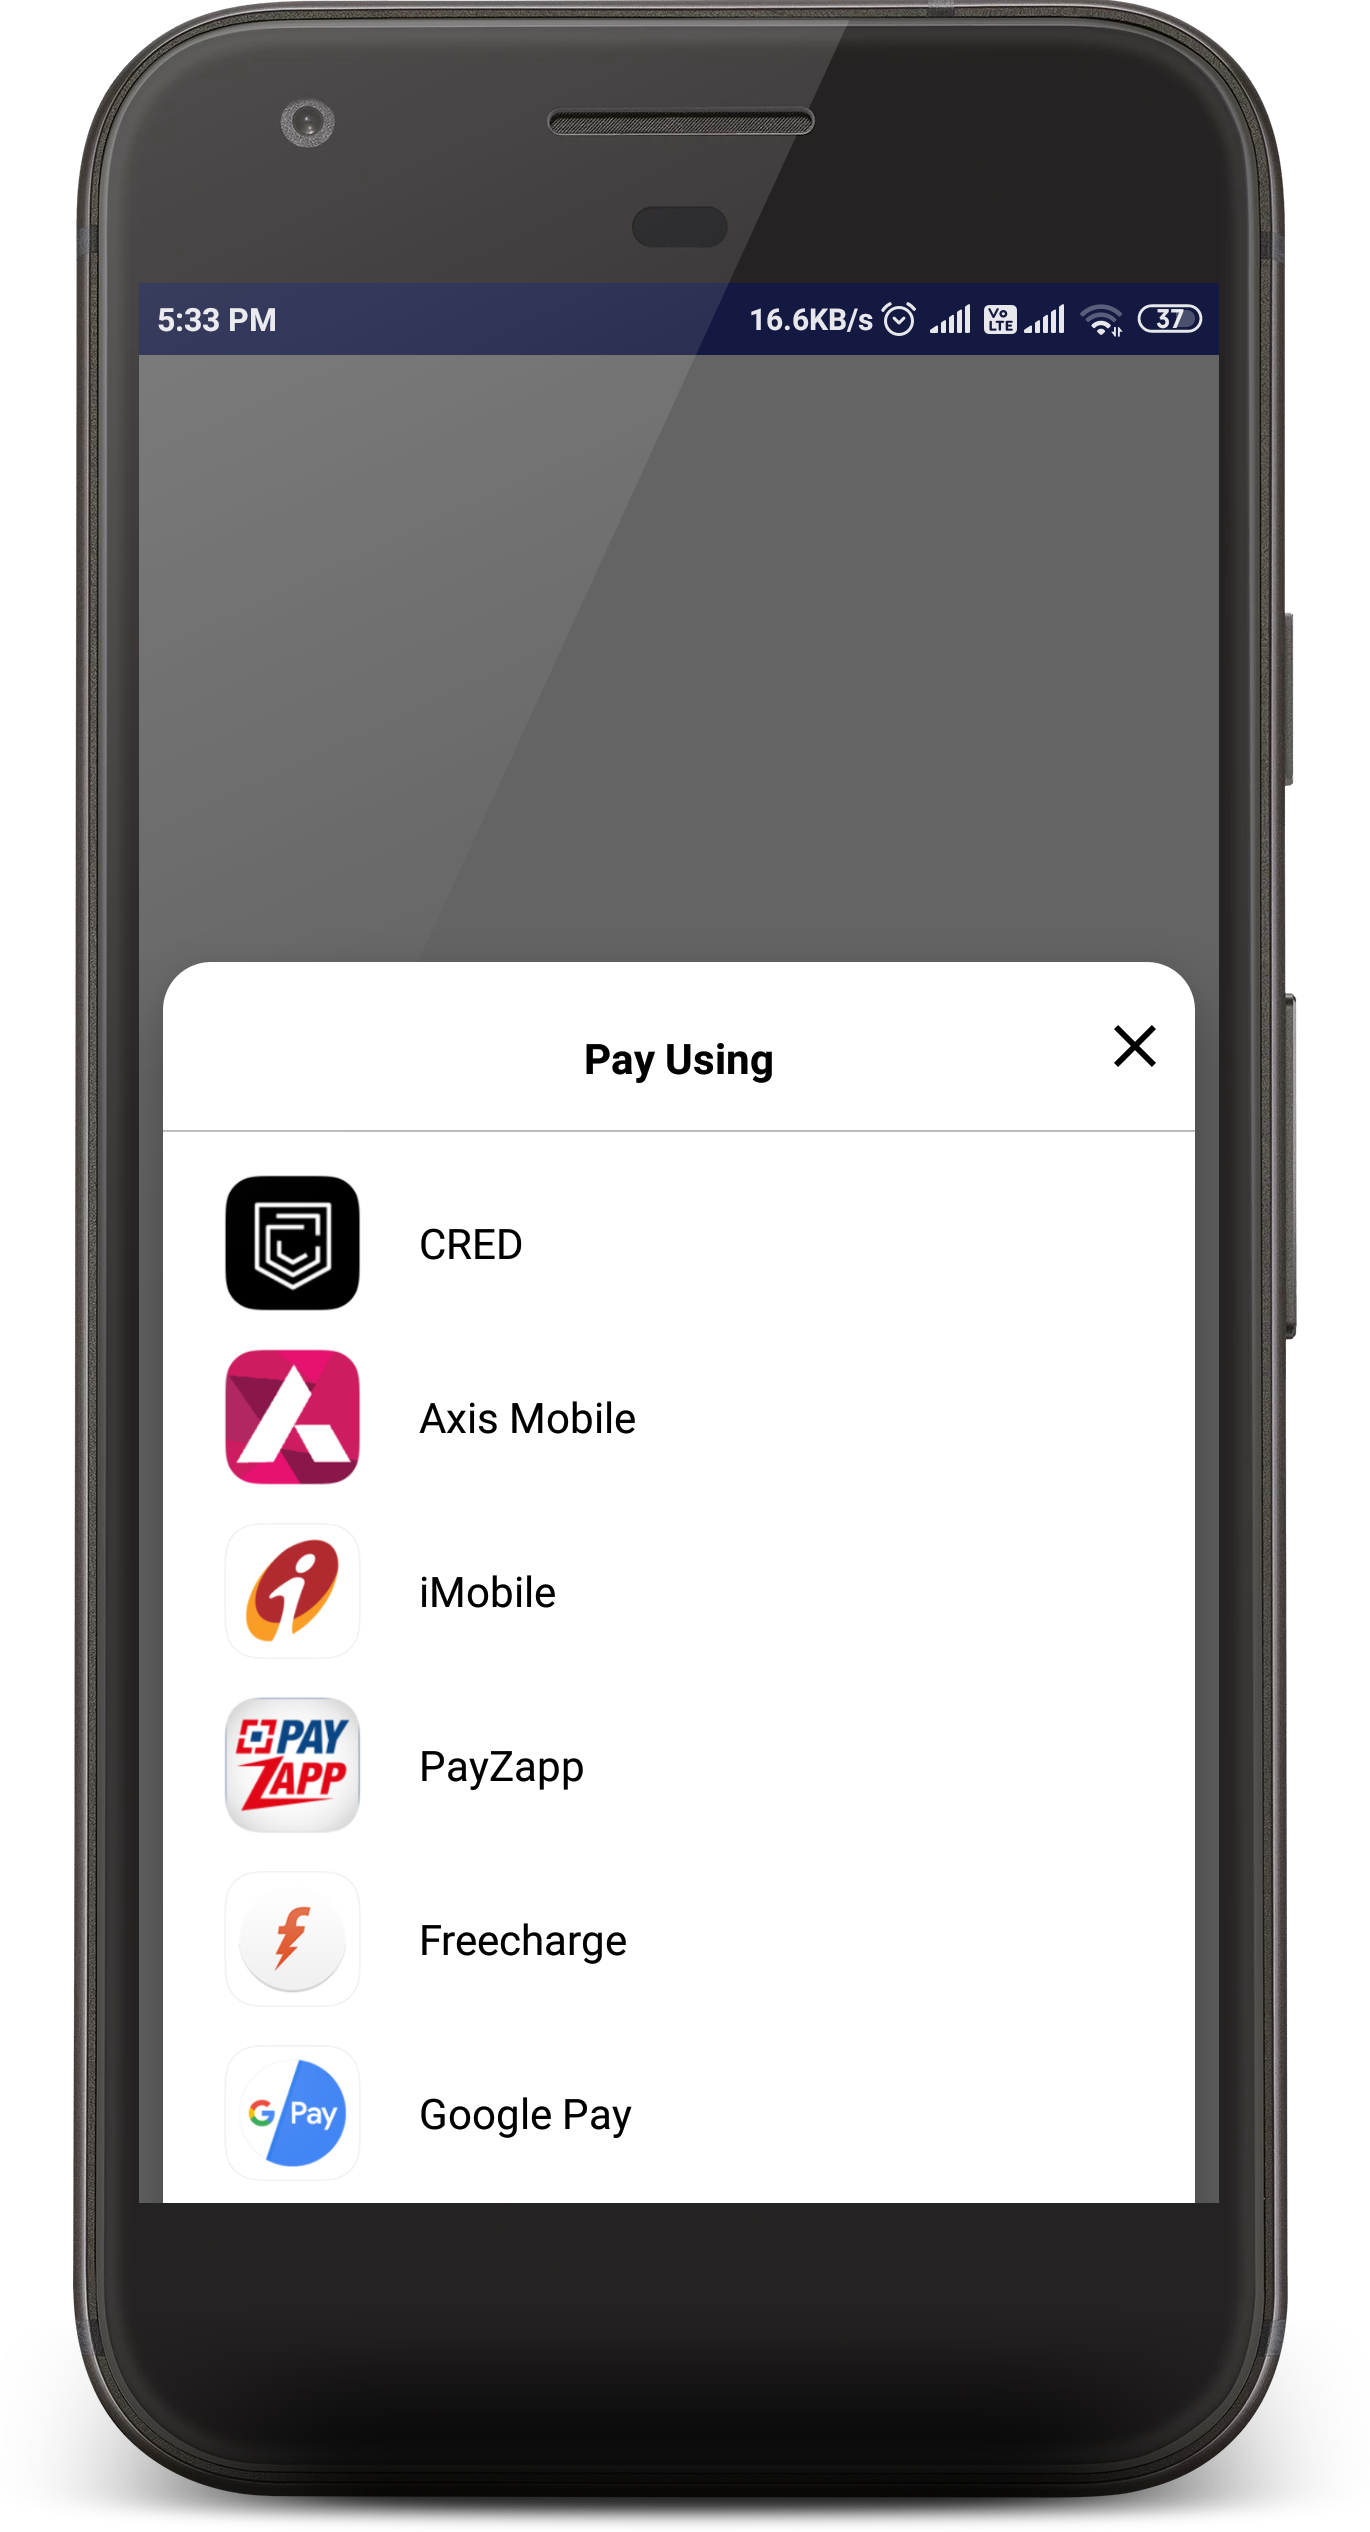 5:33 PM 16.6KB/s Vo LTE 37
Pay Using
CRED
Axis Mobile
iMobile
PAY
ZAPP
PayZapp
Freecharge
G Pay
Google Pay